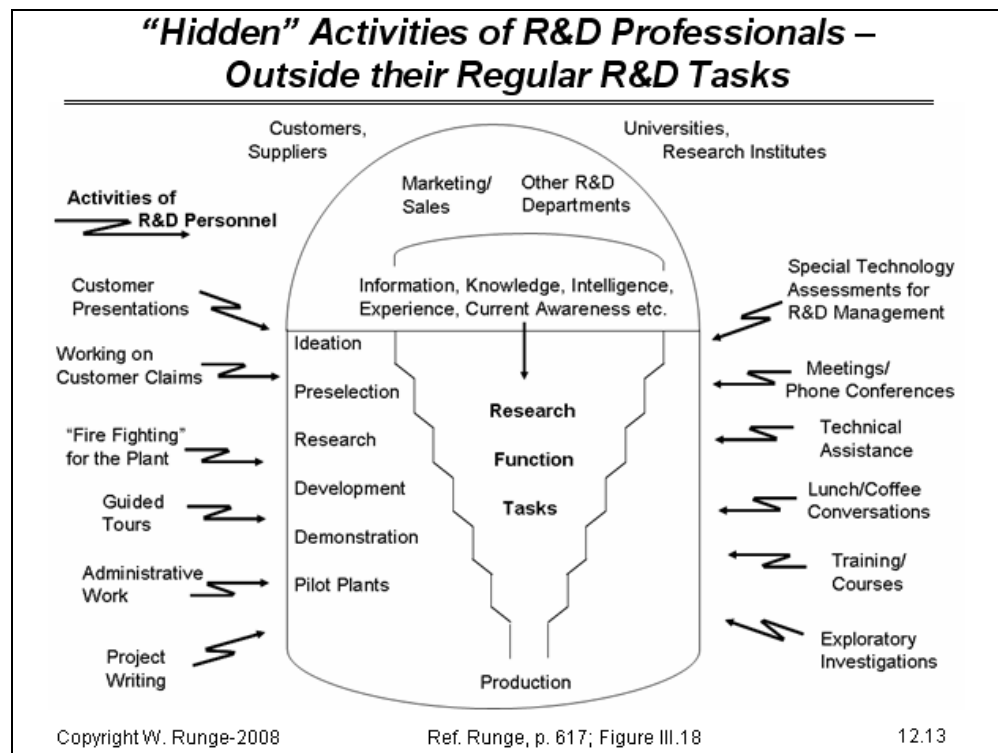 “Hidden” Activities of R&D Professionals –
Outside their Regular R&D Tasks
Customers,
Suppliers
Universities,
Research Institutes
Marketing/
Sales
Other R&D
Departments
Activities of
R&D Personnel
Information, Knowledge, Intelligence,
Experience, Current Awareness etc.
Customer
Presentations
Working on
Customer Claims
“Fire Fighting”
for the Plant
Guided
Tours
Administrative
Work
Project
Writing
Ideation
Preselection
Research
Development
Demonstration
Pilot Plants
Research
Function
Tasks
Production
Special Technology
Assessments for
R&D Management
Meetings/
Phone Conferences
Technical
Assistance
Lunch/Coffee
Conversations
Training/
Courses
Exploratory
Investigations
Copyright W. Runge-2008
Ref. Runge, p. 617; Figure III.18
12.13